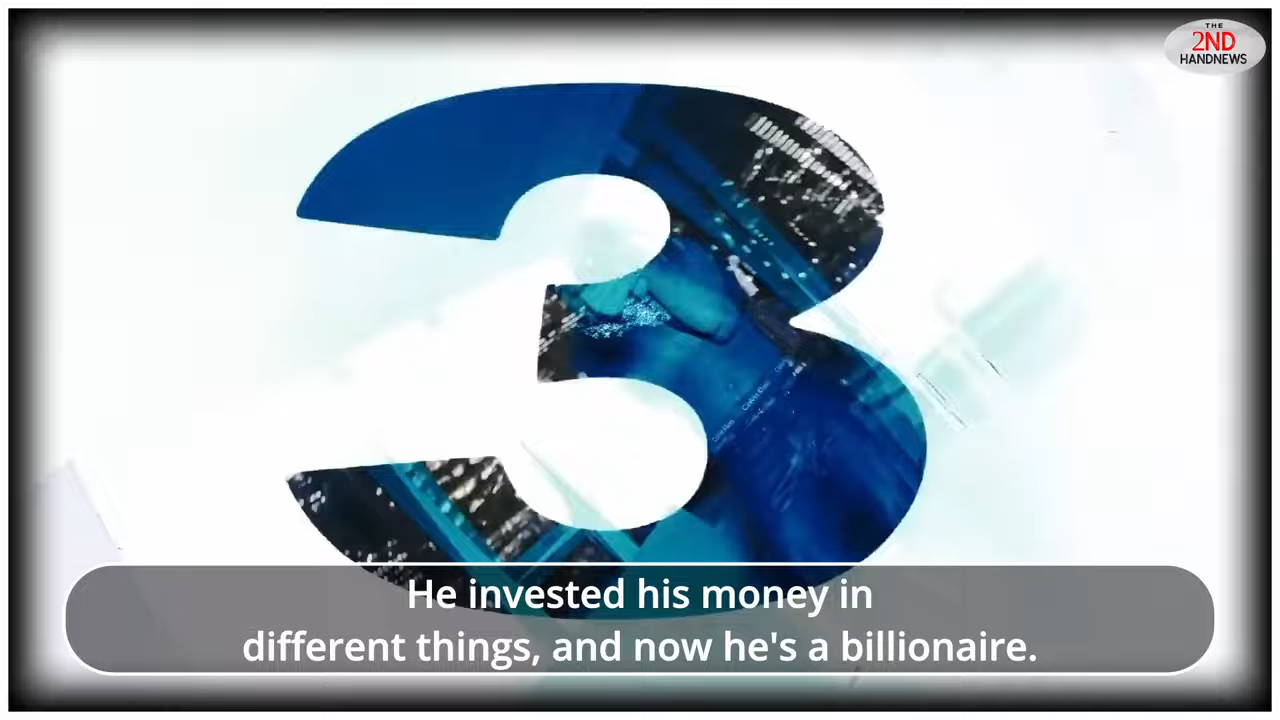 THE
2ND
HANDNEWS
3
He invested his money in
different things, and now he's a billionaire.